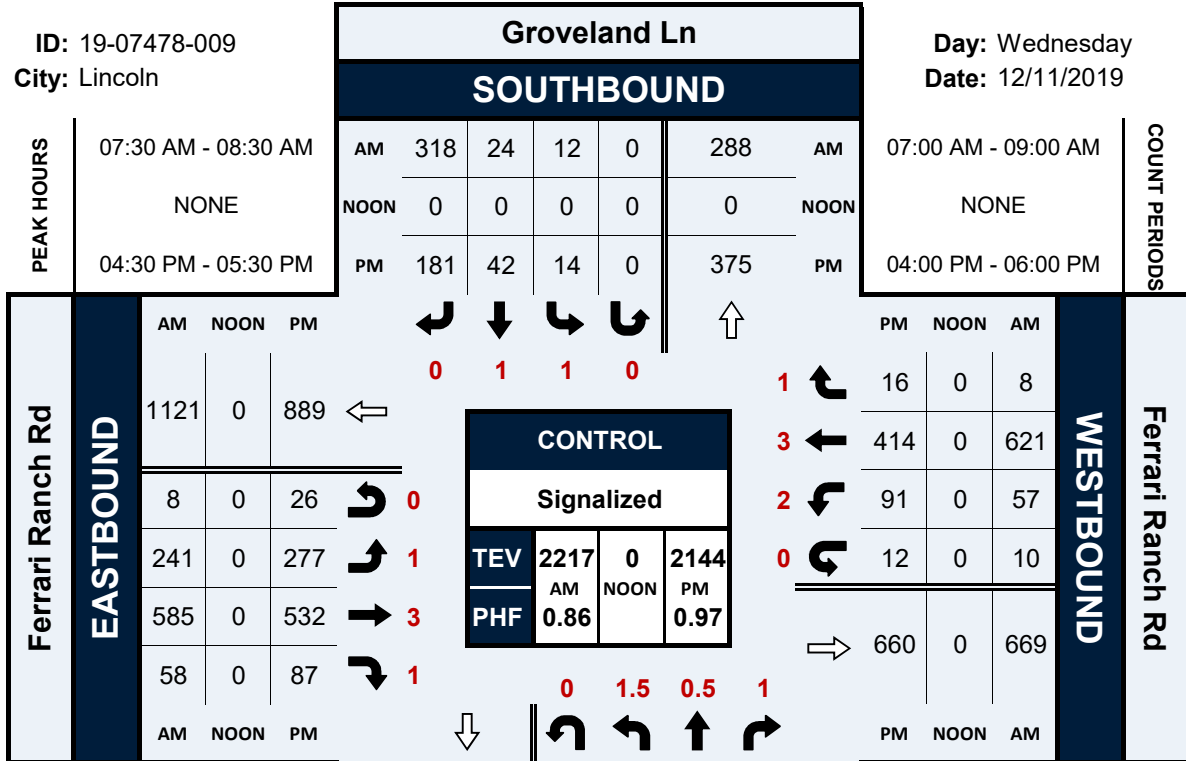 ID: 19-07478-009
City: Lincoln
Groveland Ln
SOUTHBOUND
Day: Wednesday
Date: 12/11/2019
PEAK HOURS
07:30 AM - 08:30 AM
NONE
04:30 PM - 05:30 PM
AM 318 24 12 0 288 AM
NOON 0 0 0 0 0 NOON
PM 181 42 14 0 375 PM
07:00 AM - 09:00 AM
NONE
04:00 PM - 06:00 PM
COUNT PERIODS
0 1 1 0
Ferrari Ranch Rd
EASTBOUND
AM NOON PM
1121 0 889
8 0 26 0
241 0 277 1
585 0 532 3
58 0 87 1
AM NOON PM
CONTROL
Signalized
TEV 2217 0 2144
AM NOON PM
PHF 0.86 0.97
PM NOON AM
1 16 0 8
3 414 0 621
2 91 0 57
0 12 0 10
660 0 669
PM NOON AM
WESTBOUND
Ferrari Ranch Rd
0 1.5 0.5 1